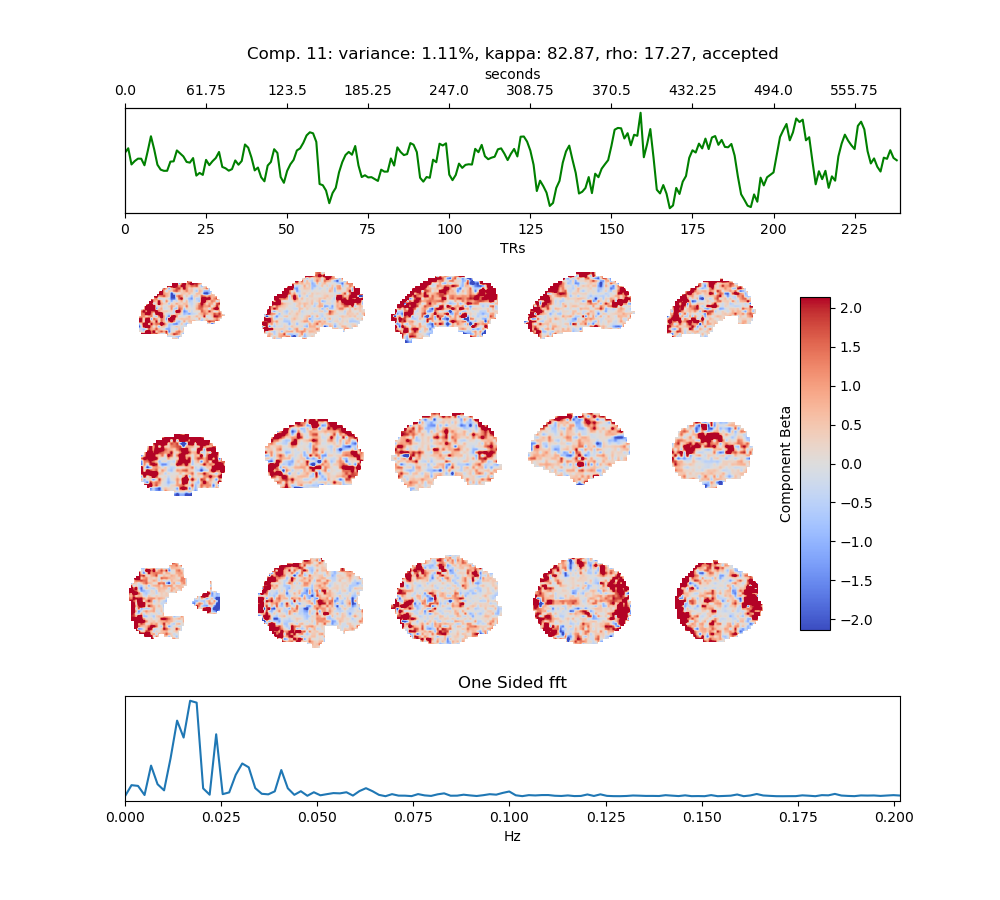 Comp. 11: variance: 1.11%, kappa: 82.87, rho: 17.27, accepted
seconds
0.0 61.75 123.5 185.25 247.0 308.75 370.5 432.25 494.0 555.75
0 25 50 75 100 125 150 175 200 225
TRs
2.0
1.5
1.0
0.5
0.0
−0.5
−1.0
−1.5
−2.0
Component Beta
One Sided fft
0.000 0.025 0.050 0.075 0.100 0.125 0.150 0.175 0.200
Hz